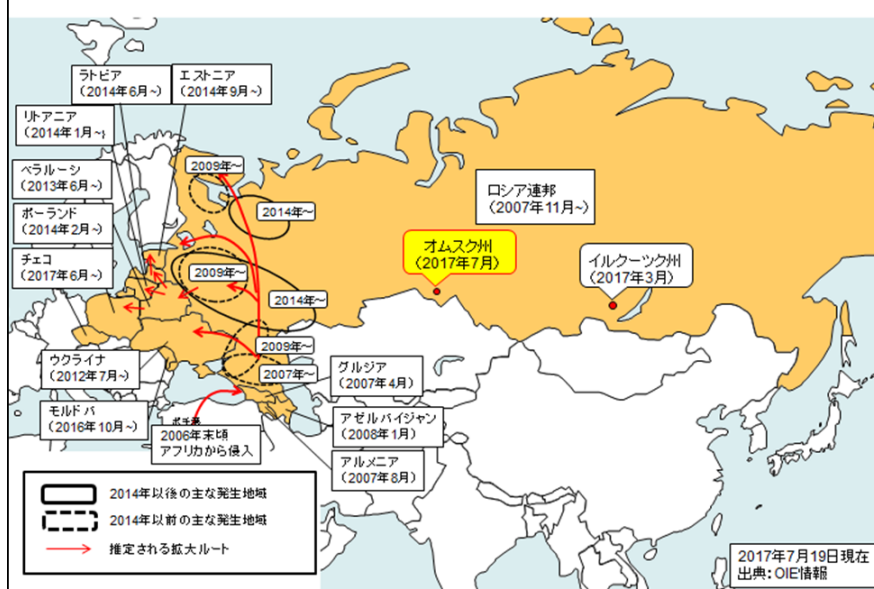 ラトビア
(2014年6月~)
エストニア
(2014年9月~)
リトアニア
(2014年1月~)
ベラルーシ
(2013年6月~)
ポーランド
(2014年2月~)
チェコ
(2017年6月~)
2009年~
2014年~
ロシア連邦
(2007年11月~)
オムスク州
(2017年7月)
イルクーツク州
(2017年3月)
2009年~
2014年~
2009年~
2007年~
ウクライナ
(2012年7月~)
モルドバ
(2016年10月~)
グルジア
(2007年4月)
アゼルバイジャン
(2008年1月)
アルメニア
(2007年8月)
2006年末頃
アフリカから侵入
2014年以後の主な発生地域
2014年以前の主な発生地域
推定される拡大ルート
2017年7月19日現在
出典:OIE情報